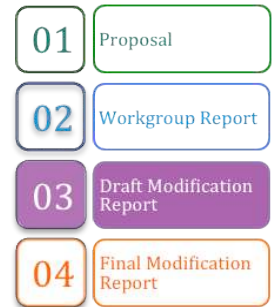 01
Proposal
02
Workgroup Report
03
Draft Modification
Report
04
Final Modification
Report